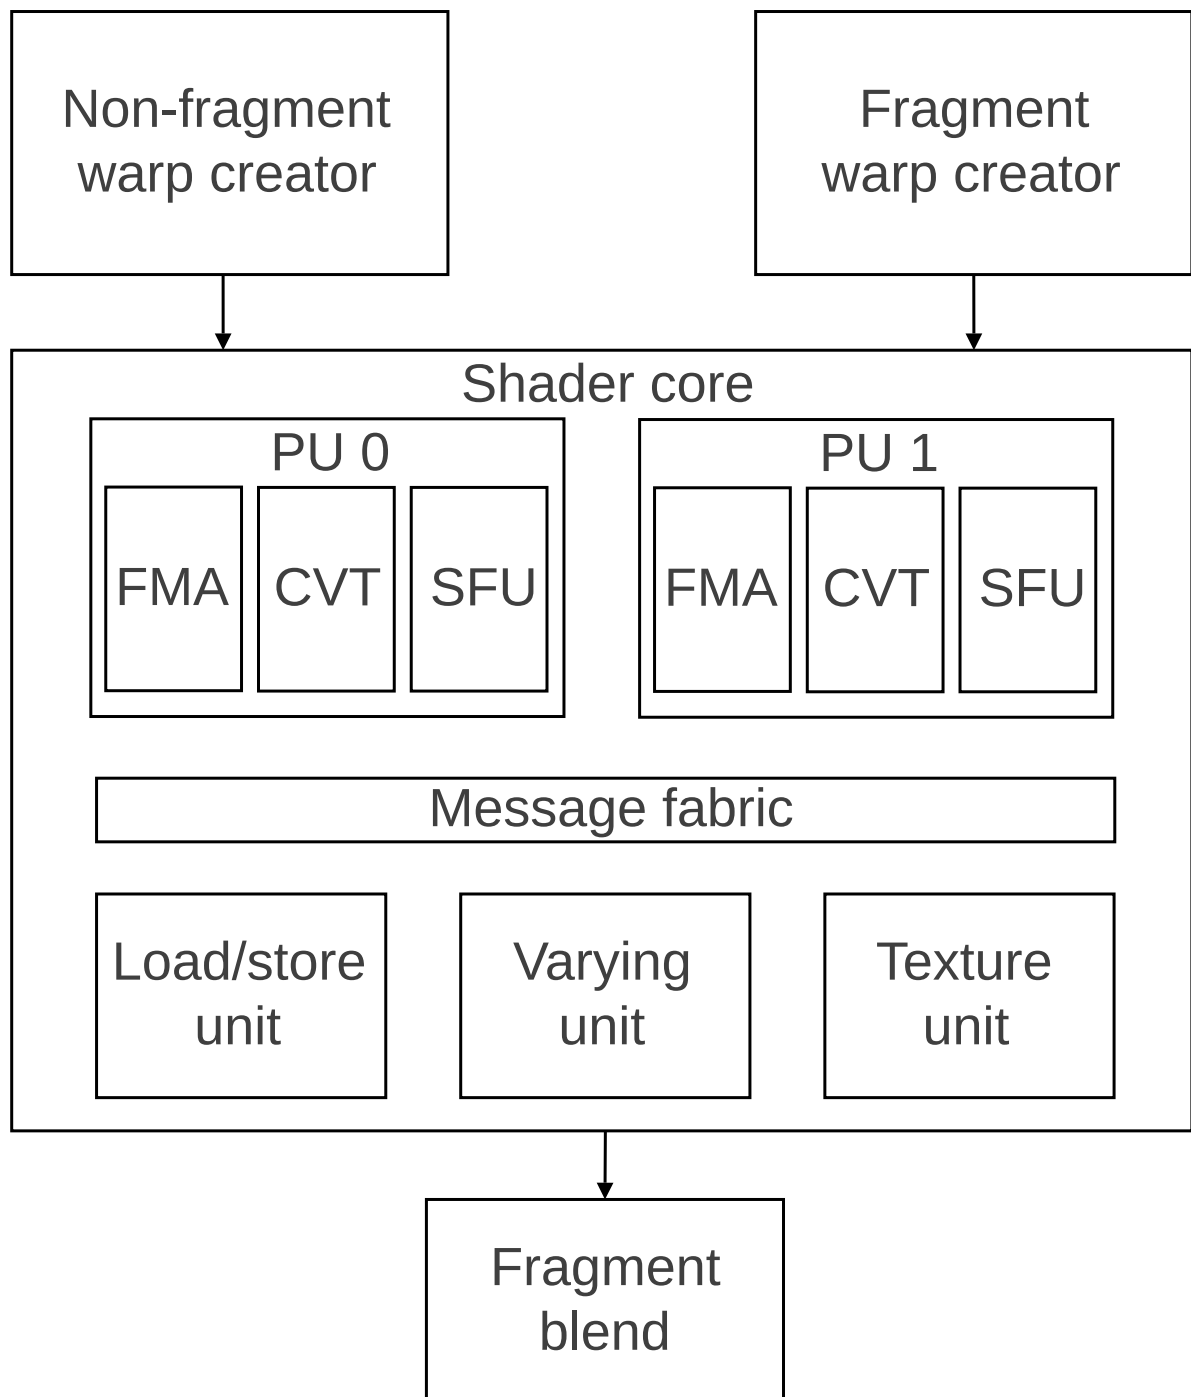 Non-fragment
warp creator
Fragment
warp creator
Shader core
PU 0
FMA CVT SFU
PU 1
FMA CVT SFU
Message fabric
Load/store
unit
Varying
unit
Texture
unit
Fragment
blend